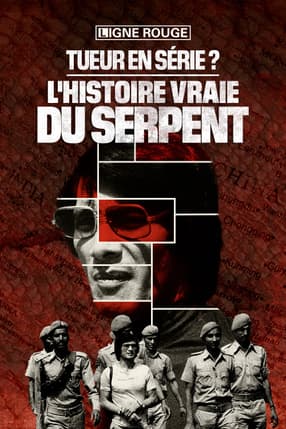 LIGNE ROUGE
TUEUR EN SÉRIE ?
L'HISTOIRE VRAIE
DU SERPENT